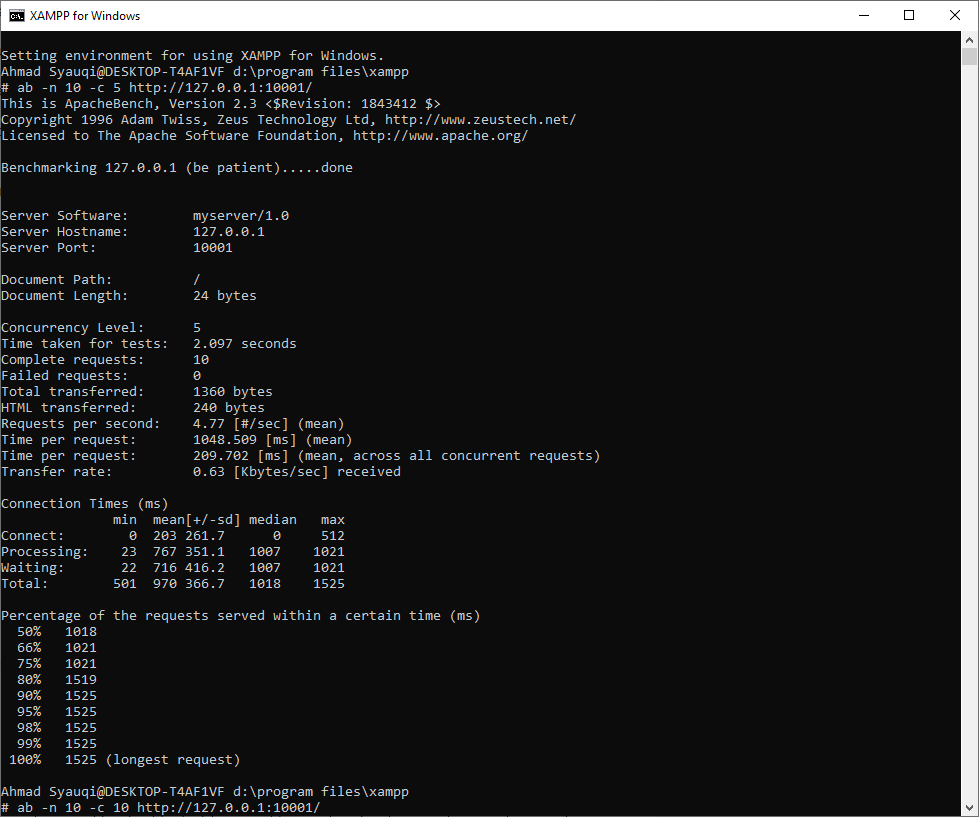 XAMPP for Windows
Setting environment for using XAMPP for Windows.
Ahmad Syauqi@DESKTOP-T4AF1VF d:\program files\xampp
# ab -n 10 -c 5 http://127.0.0.1:10001/
This is ApacheBench, Version 2.3 <$Revision: 1843412 $>
Copyright 1996 Adam Twiss, Zeus Technology Ltd, http://www.zeustech.net/
Licensed to The Apache Software Foundation, http://www.apache.org/

Benchmarking 127.0.0.1 (be patient).....done


Server Software:        myserver/1.0
Server Hostname:        127.0.0.1
Server Port:            10001

Document Path:          /
Document Length:        24 bytes

Concurrency Level:      5
Time taken for tests:   2.097 seconds
Complete requests:      10
Failed requests:        0
Total transferred:      1360 bytes
HTML transferred:       240 bytes
Requests per second:    4.77 [#/sec] (mean)
Time per request:       1048.509 [ms] (mean)
Time per request:       209.702 [ms] (mean, across all concurrent requests)
Transfer rate:          0.63 [Kbytes/sec] received

Connection Times (ms)
              min  mean[+/-sd] median   max
Connect:        0  203 261.7      0     512
Processing:    23  767 351.1   1007    1021
Waiting:       22  716 416.2   1007    1021
Total:        501  970 366.7   1018    1525

Percentage of the requests served within a certain time (ms)
  50%   1018
  66%   1021
  75%   1021
  80%   1519
  90%   1525
  95%   1525
  98%   1525
  99%   1525
 100%   1525 (longest request)

Ahmad Syauqi@DESKTOP-T4AF1VF d:\program files\xampp
# ab -n 10 -c 10 http://127.0.0.1:10001/